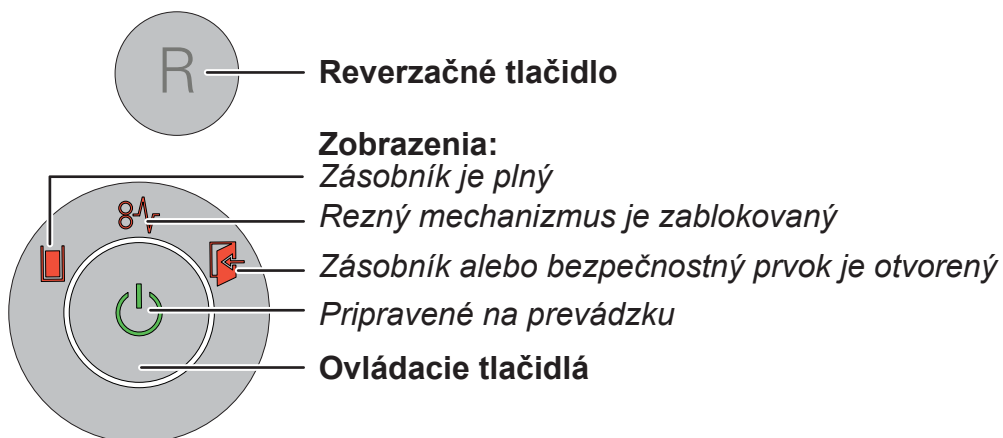 R
Reverzačné tlačidlo
Zobrazenia:
Zásobník je plný
Rezný mechanizmus je zablokovaný
Zásobník alebo bezpečnostný prvok je otvorený
Pripravené na prevádzku
Ovládacie tlačidlá